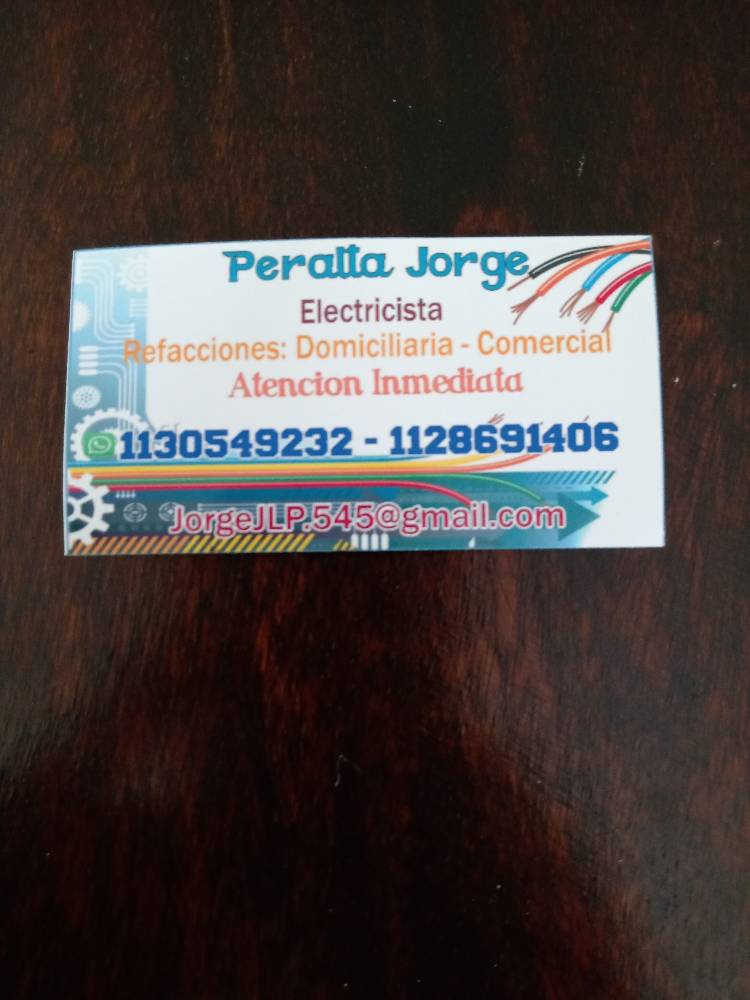 Peralta Jorge
Electricista
Refacciones: Domiciliaria - Comercial
Atencion Inmediata
1130549232 - 1128691406
JorgeJLP.545@gmail.com